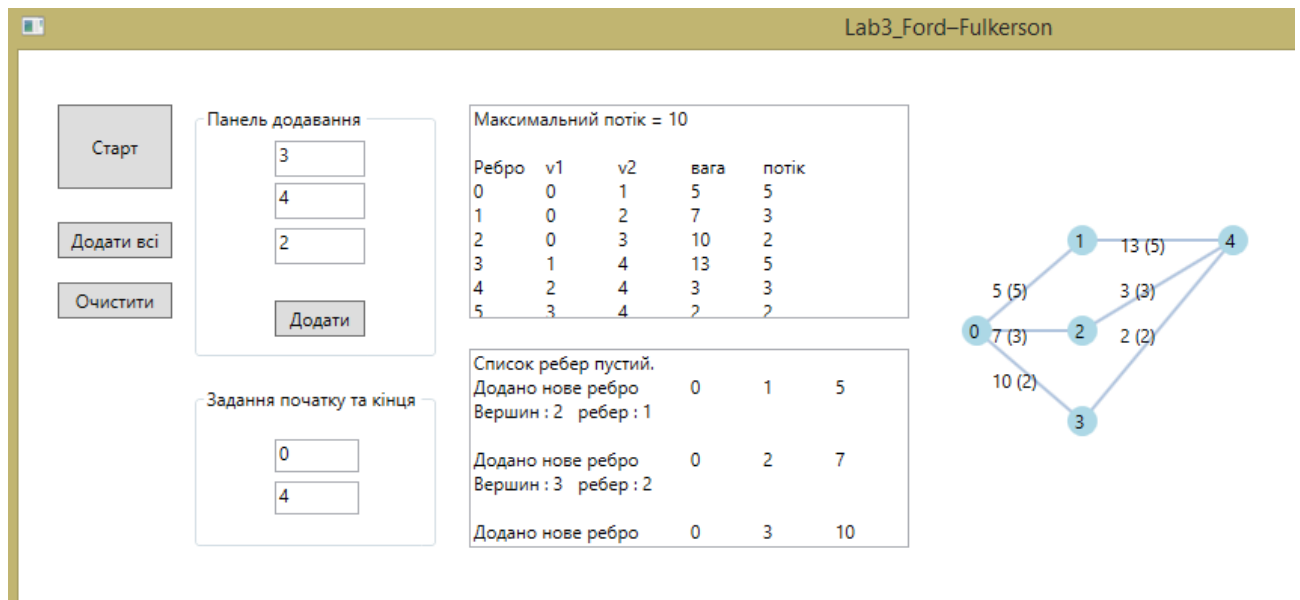 Lab3_Ford–Fulkerson
Старт
Додати всі
Очистити
Панель додавання
3
4
2
Додати
Задання початку та кінця
0
4
Максимальний потік = 10
Ребро v1 v2 вага потік
0 0 1 5 5
1 0 2 7 3
2 0 3 10 2
3 1 4 13 5
4 2 4 3 3
5 3 4 2 2
Список ребер пустий.
Додано нове ребро 0 1 5
Вершин : 2 ребер : 1
Додано нове ребро 0 2 7
Вершин : 3 ребер : 2
Додано нове ребро 0 3 10
1 13 (5) 4
5 (5) 3 (3)
0 7 (3) 2 2 (2)
10 (2)
3